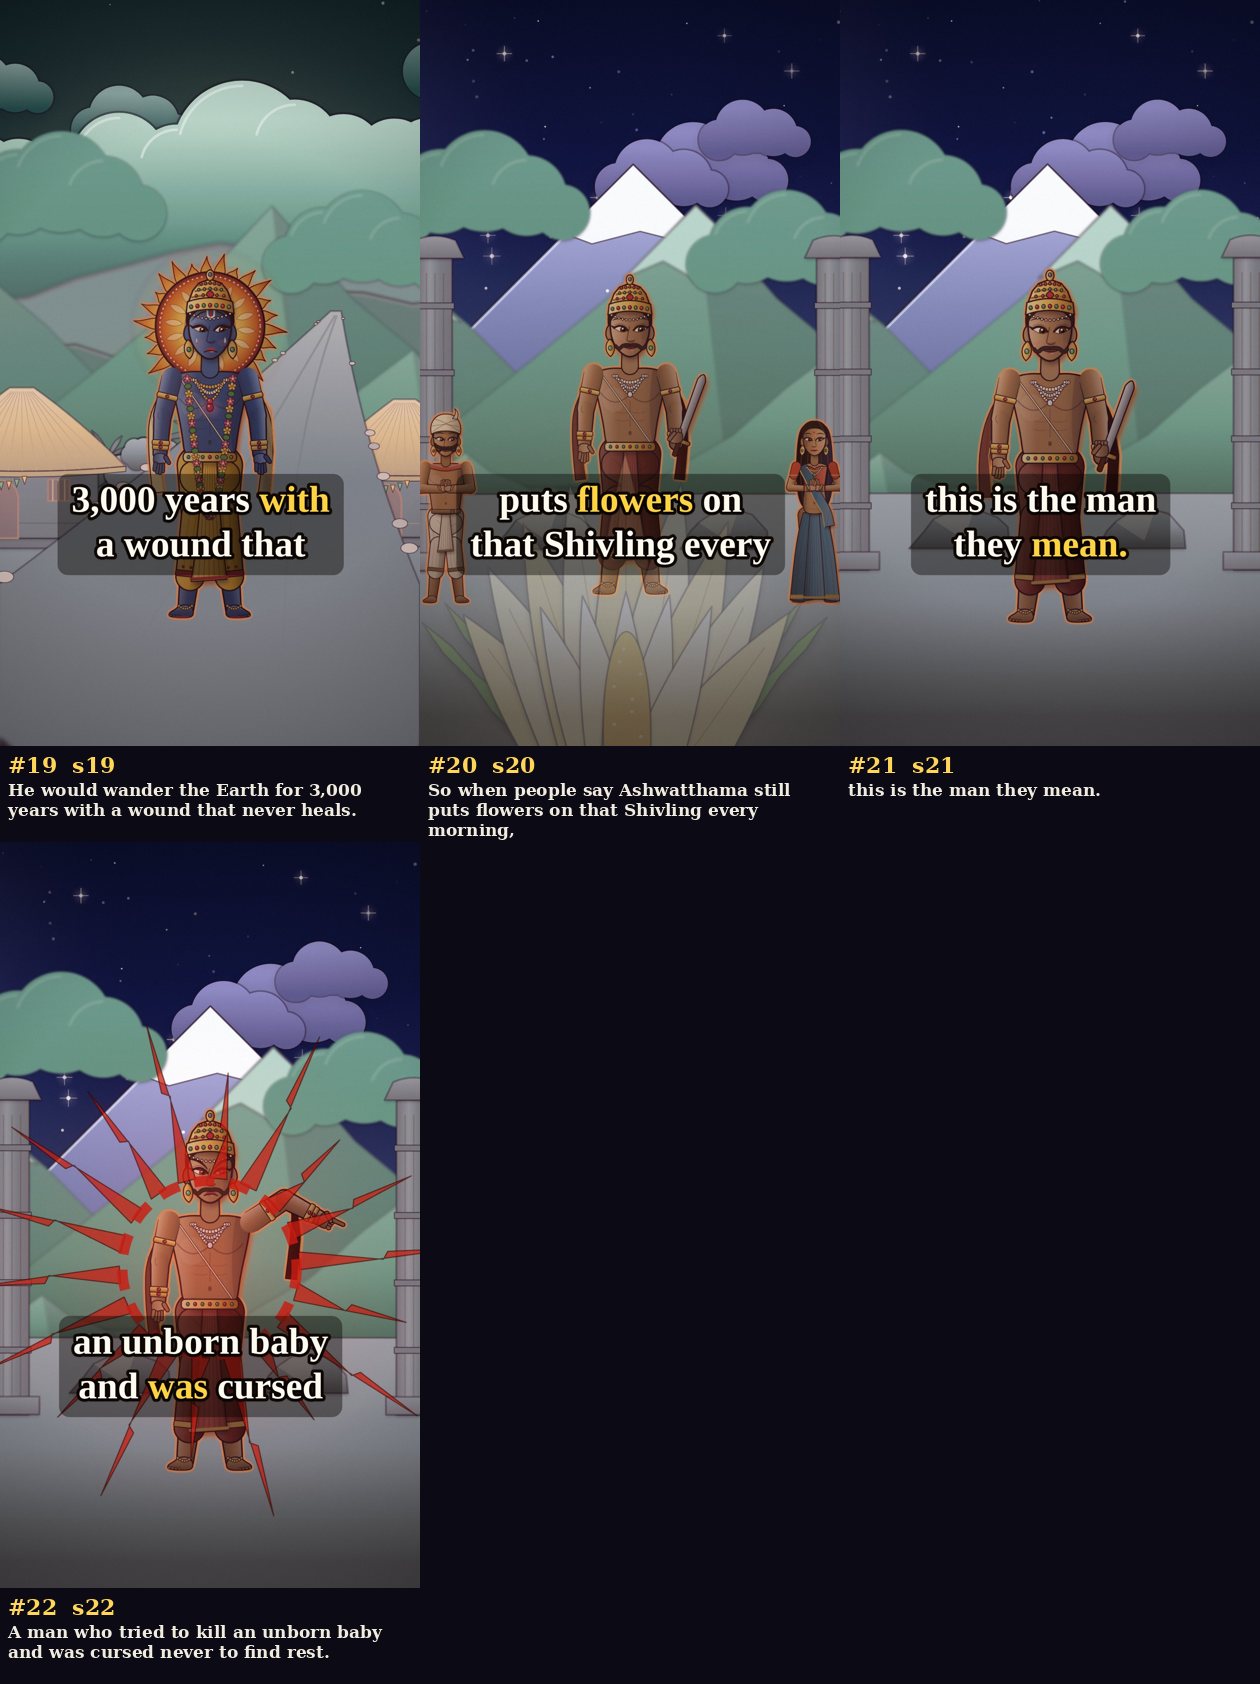 3,000 years with
a wound that
#19 s19
He would wander the Earth for 3,000
years with a wound that never heals.
puts flowers on
that Shivling every
#20 s20
So when people say Ashwatthama still
puts flowers on that Shivling every
morning,
this is the man
they mean.
#21 s21
this is the man they mean.
an unborn baby
and was cursed
#22 s22
A man who tried to kill an unborn baby
and was cursed never to find rest.